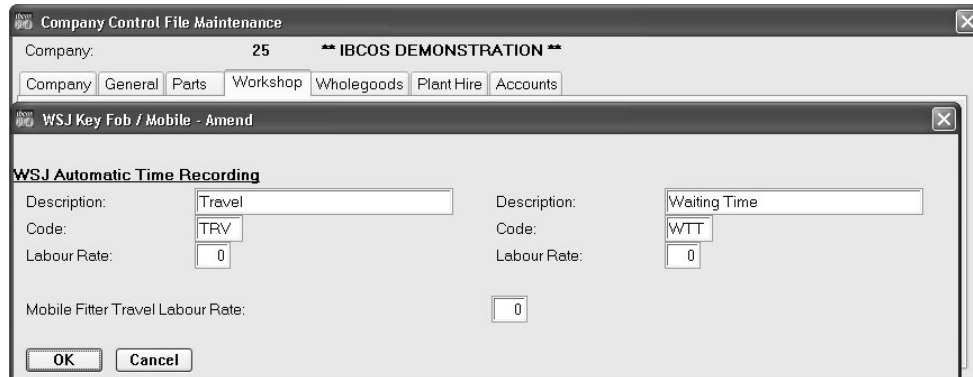 Company Control File Maintenance
Company: 25 ** IBCOS DEMONSTRATION **
Company General Parts Workshop Wholegoods Plant Hire Accounts
WSJ Key Fob / Mobile - Amend
WSJ Automatic Time Recording
Description: Travel Description: Waiting Time
Code: TRV Code: WTT
Labour Rate: 0 Labour Rate: 0
Mobile Fitter Travel Labour Rate: 0
OK Cancel